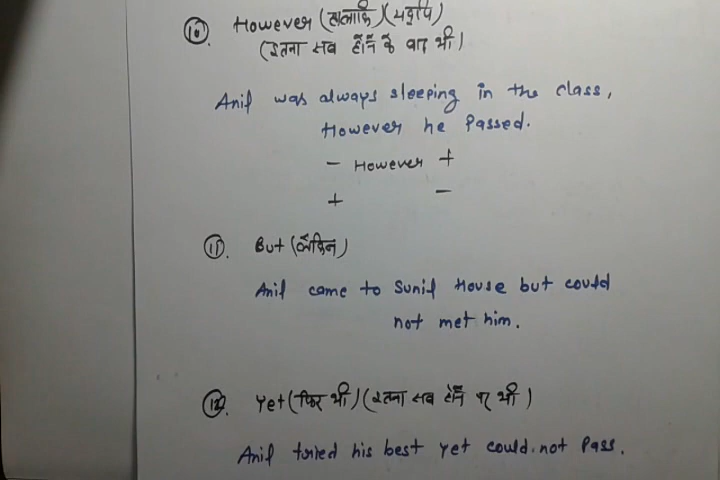 10. However (हालांकि) (यद्यपि)
(इतना सब होनें के बाद भी।)
Anil was always sleeping in the class,
However he Passed.
- However +
+ -
11. But (लेकिन)
Anil came to Sunil House but could
not met him.
12. Yet (फिर भी) (इतना सब होनें पर भी)
Anil tried his best yet could not Pass.